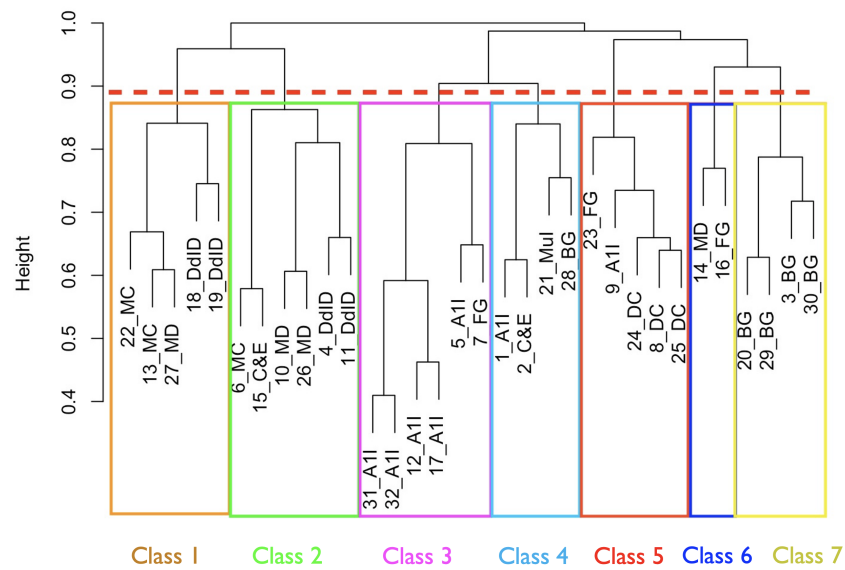 1.0
0.9
0.8
0.7
0.6
0.5
0.4
Height
22_MC
13_MC
27_MD
18_DdID
19_DdID
6_MC
15_C&E
10_MD
26_MD
4_DdID
11_DdID
31_A1I
32_A1I
12_A1I
17_A1I
5_A1I
7_FG
1_A1I
2_C&E
21_Mul
28_BG
23_FG
9_A1I
24_DC
8_DC
25_DC
14_MD
16_FG
20_BG
29_BG
3_BG
30_BG
Class 1
Class 2
Class 3
Class 4
Class 5
Class 6
Class 7